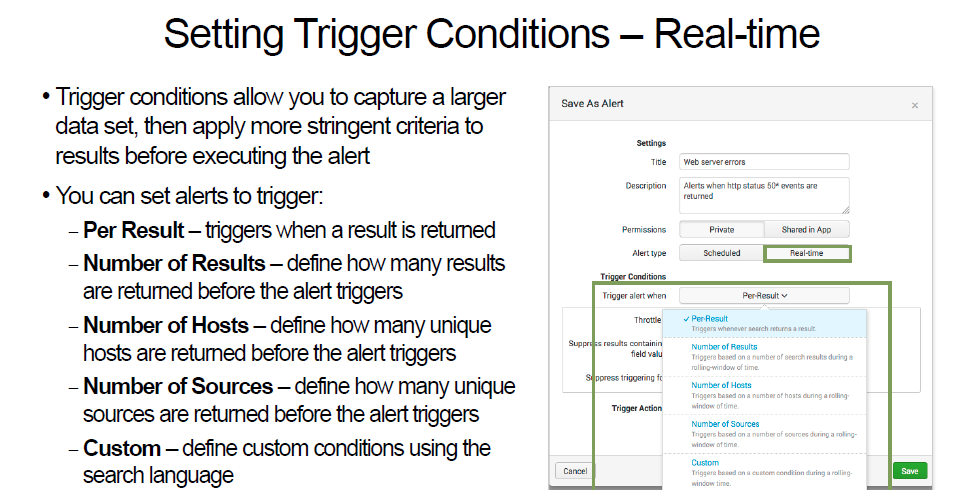 Setting Trigger Conditions – Real-time
• Trigger conditions allow you to capture a larger
data set, then apply more stringent criteria to
results before executing the alert
• You can set alerts to trigger:
– Per Result – triggers when a result is returned
– Number of Results – define how many results
are returned before the alert triggers
– Number of Hosts – define how many unique
hosts are returned before the alert triggers
– Number of Sources – define how many unique
sources are returned before the alert triggers
– Custom – define custom conditions using the
search language
Save As Alert ×
Settings
Title Web server errors
Description Alerts when http status 50* events are
returned
Permissions Private Shared in App
Alert type Scheduled Real-time
Trigger Conditions
Trigger alert when Per-Result
Throttle
Suppress results containin
field valu
Suppress triggering fo
Trigger Action
✓ Per-Result
Triggers whenever search returns a result.
Number of Results
Triggers based on a number of search results during a
rolling-window of time.
Number of Hosts
Triggers based on a number of hosts during a rolling-
window of time.
Number of Sources
Triggers based on a number of sources during a rolling-
window of time.
Custom
Triggers based on a custom condition during a rolling-
window of time.
Cancel Save